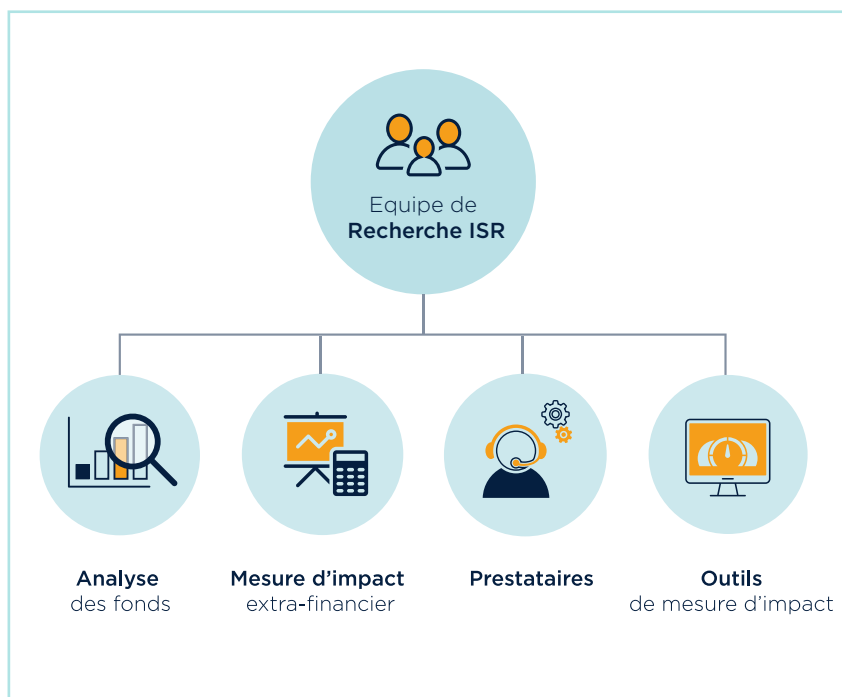 Equipe de
Recherche ISR
Analyse
des fonds
Mesure d'impact
extra-financier
Prestataires
Outils
de mesure d'impact